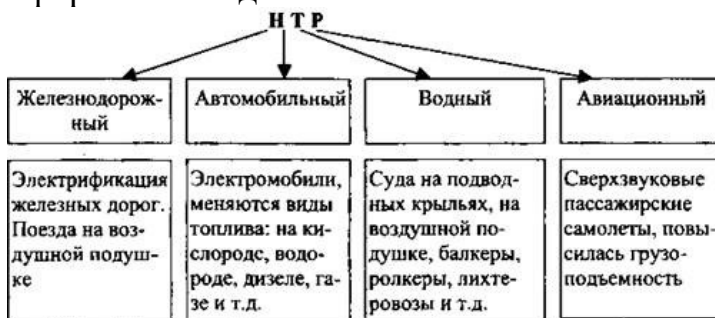 Н Т Р
Железнодорож-
ный
Автомобильный
Водный
Авиационный
Электрификация
железных дорог.
Поезда на воз-
душной подуш-
ке
Электромобили,
меняются виды
топлива: на ки-
слороде, водо-
роде, дизеле, га-
зе и т.д.
Суда на подвод-
ных крыльях, на
воздушной по-
душке, балкеры,
ролкеры, лихте-
ровозы и т.д.
Сверхзвуковые
пассажирские
самолеты, повы-
силась грузо-
подъемность